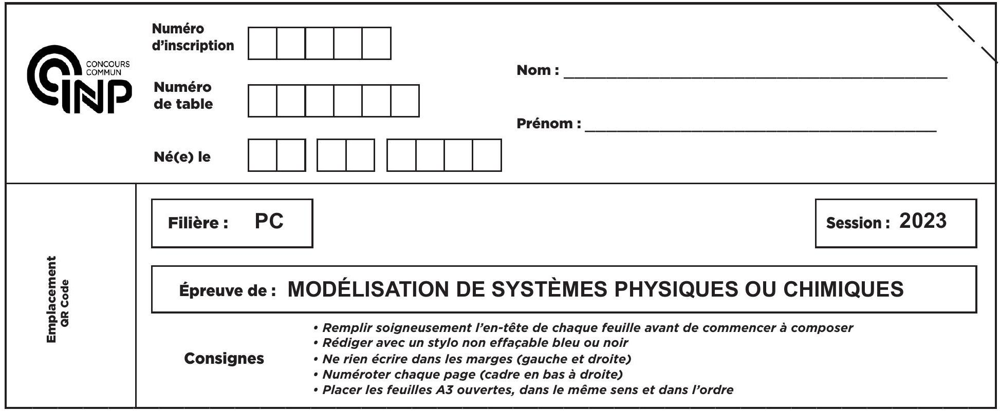 Numéro
d'inscription
CONCOURS
COMMUN
INP
Nom :
Numéro
de table
Prénom :
Né(e) le
Filière : PC
Session : 2023
Emplacement
QR Code
Épreuve de : MODÉLISATION DE SYSTÈMES PHYSIQUES OU CHIMIQUES
Consignes
• Remplir soigneusement l'en-tête de chaque feuille avant de commencer à composer
• Rédiger avec un stylo non effaçable bleu ou noir
• Ne rien écrire dans les marges (gauche et droite)
• Numéroter chaque page (cadre en bas à droite)
• Placer les feuilles A3 ouvertes, dans le même sens et dans l'ordre